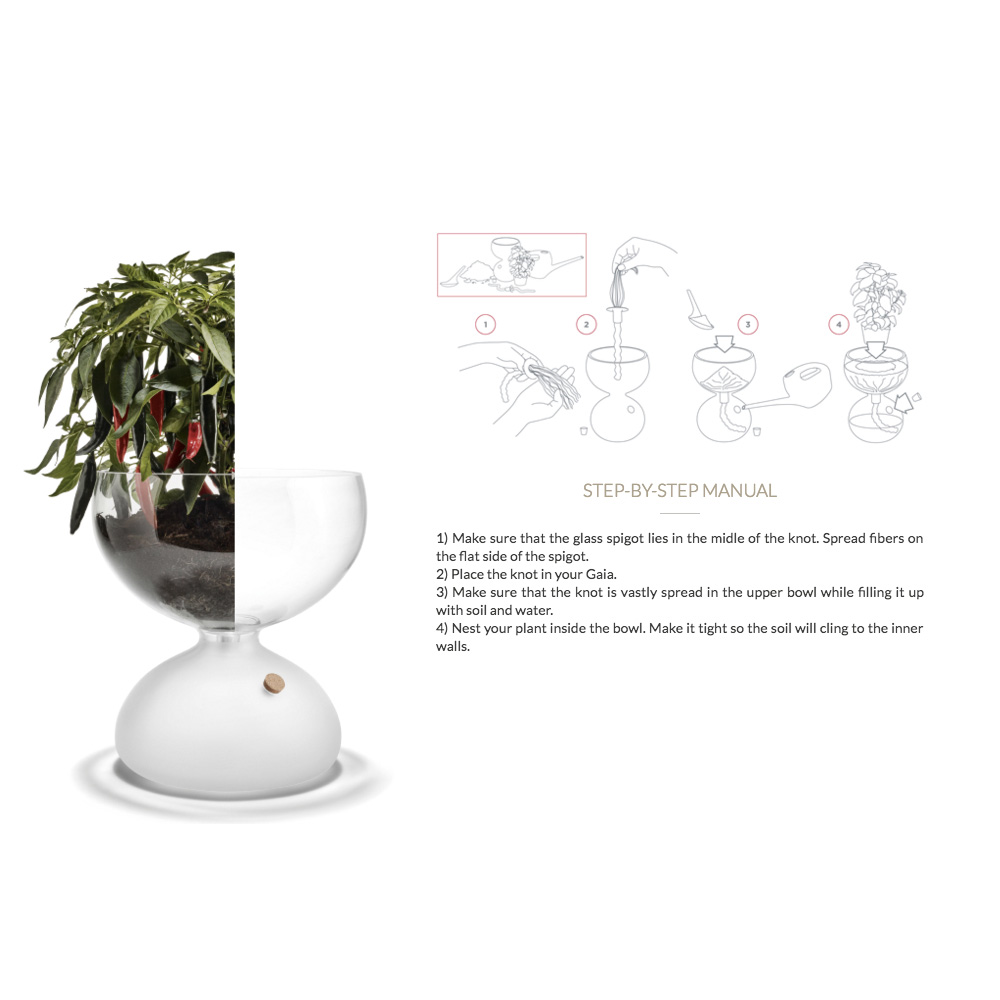 1 2 3 4
STEP-BY-STEP MANUAL
1) Make sure that the glass spigot lies in the midle of the knot. Spread fibers on
the flat side of the spigot.
2) Place the knot in your Gaia.
3) Make sure that the knot is vastly spread in the upper bowl while filling it up
with soil and water.
4) Nest your plant inside the bowl. Make it tight so the soil will cling to the inner
walls.